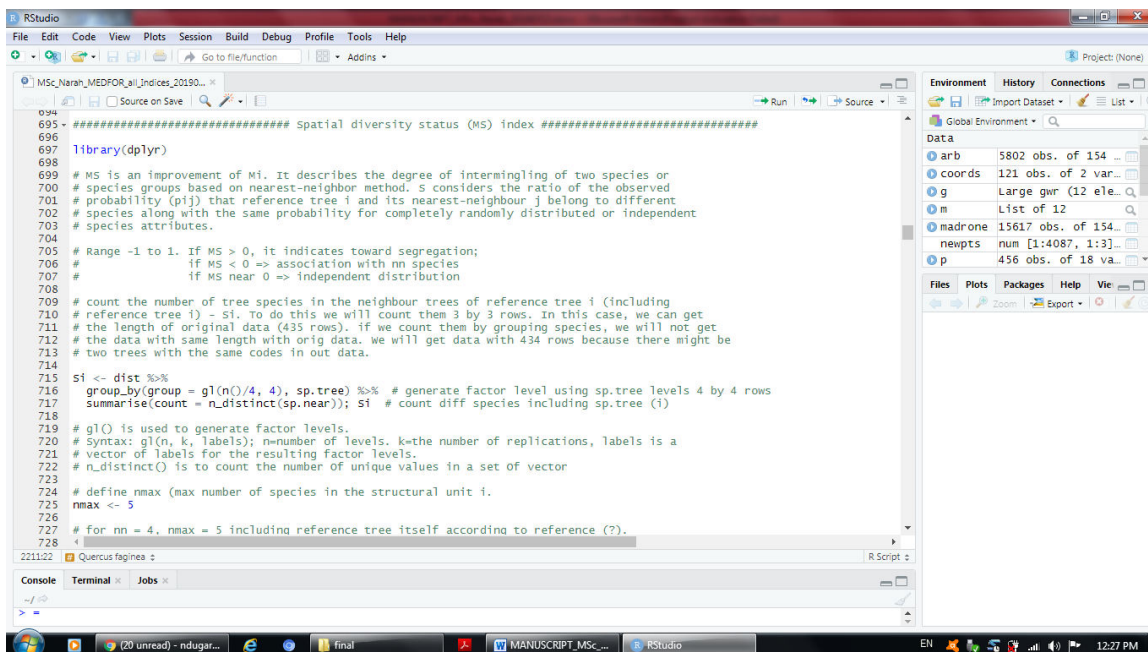 RStudio
File Edit Code View Plots Session Build Debug Profile Tools Help
Go to file/function Addins
Project: (None)
MSc_Narah_MEDFOR_all_Indices_20190...
Source on Save Run Source
694
695 ################################ Spatial diversity status (MS) index ################################
696
697 library(dplyr)
698
699 # MS is an improvement of Mi. It describes the degree of intermingling of two species or
700 # species groups based on nearest-neighbor method. S considers the ratio of the observed
701 # probability (pij) that reference tree i and its nearest-neighbour j belong to different
702 # species along with the same probability for completely randomly distributed or independent
703 # species attributes.
704
705 # Range -1 to 1. If MS > 0, it indicates toward segregation;
706 # if MS < 0 => association with nn species
707 # if MS near 0 => independent distribution
708
709 # count the number of tree species in the neighbour trees of reference tree i (including
710 # reference tree i) - Si. To do this we will count them 3 by 3 rows. In this case, we can get
711 # the length of original data (435 rows). if we count them by grouping species, we will not get
712 # the data with same length with orig data. We will get data with 434 rows because there might be
713 # two trees with the same codes in out data.
714
715 Si <- dist %>%
716 group_by(group = gl(n()/4, 4), sp.tree) %>% # generate factor level using sp.tree levels 4 by 4 rows
717 summarise(count = n_distinct(sp.near)); Si # count diff species including sp.tree (i)
718
719 # gl() is used to generate factor levels.
720 # Syntax: gl(n, k, labels); n=number of levels. k=the number of replications, labels is a
721 # vector of labels for the resulting factor levels.
722 # n_distinct() is to count the number of unique values in a set of vector
723
724 # define nmax (max number of species in the structural unit i.
725 nmax <- 5
726
727 # for nn = 4, nmax = 5 including reference tree itself according to reference (?).
728
2211:22 Quercus faginea R Script
Console Terminal Jobs
~/
> =
Environment History Connections
Import Dataset List
Global Environment
Data
arb 5802 obs. of 154 ...
coords 121 obs. of 2 var...
g Large gwr (12 ele...
m List of 12
madrone 15617 obs. of 154...
newpts num [1:4087, 1:3]...
p 456 obs. of 18 va...
Files Plots Packages Help
Zoom Export
(20 unread) - ndugar... final MANUSCRIPT_MSc_... RStudio EN 12:27 PM